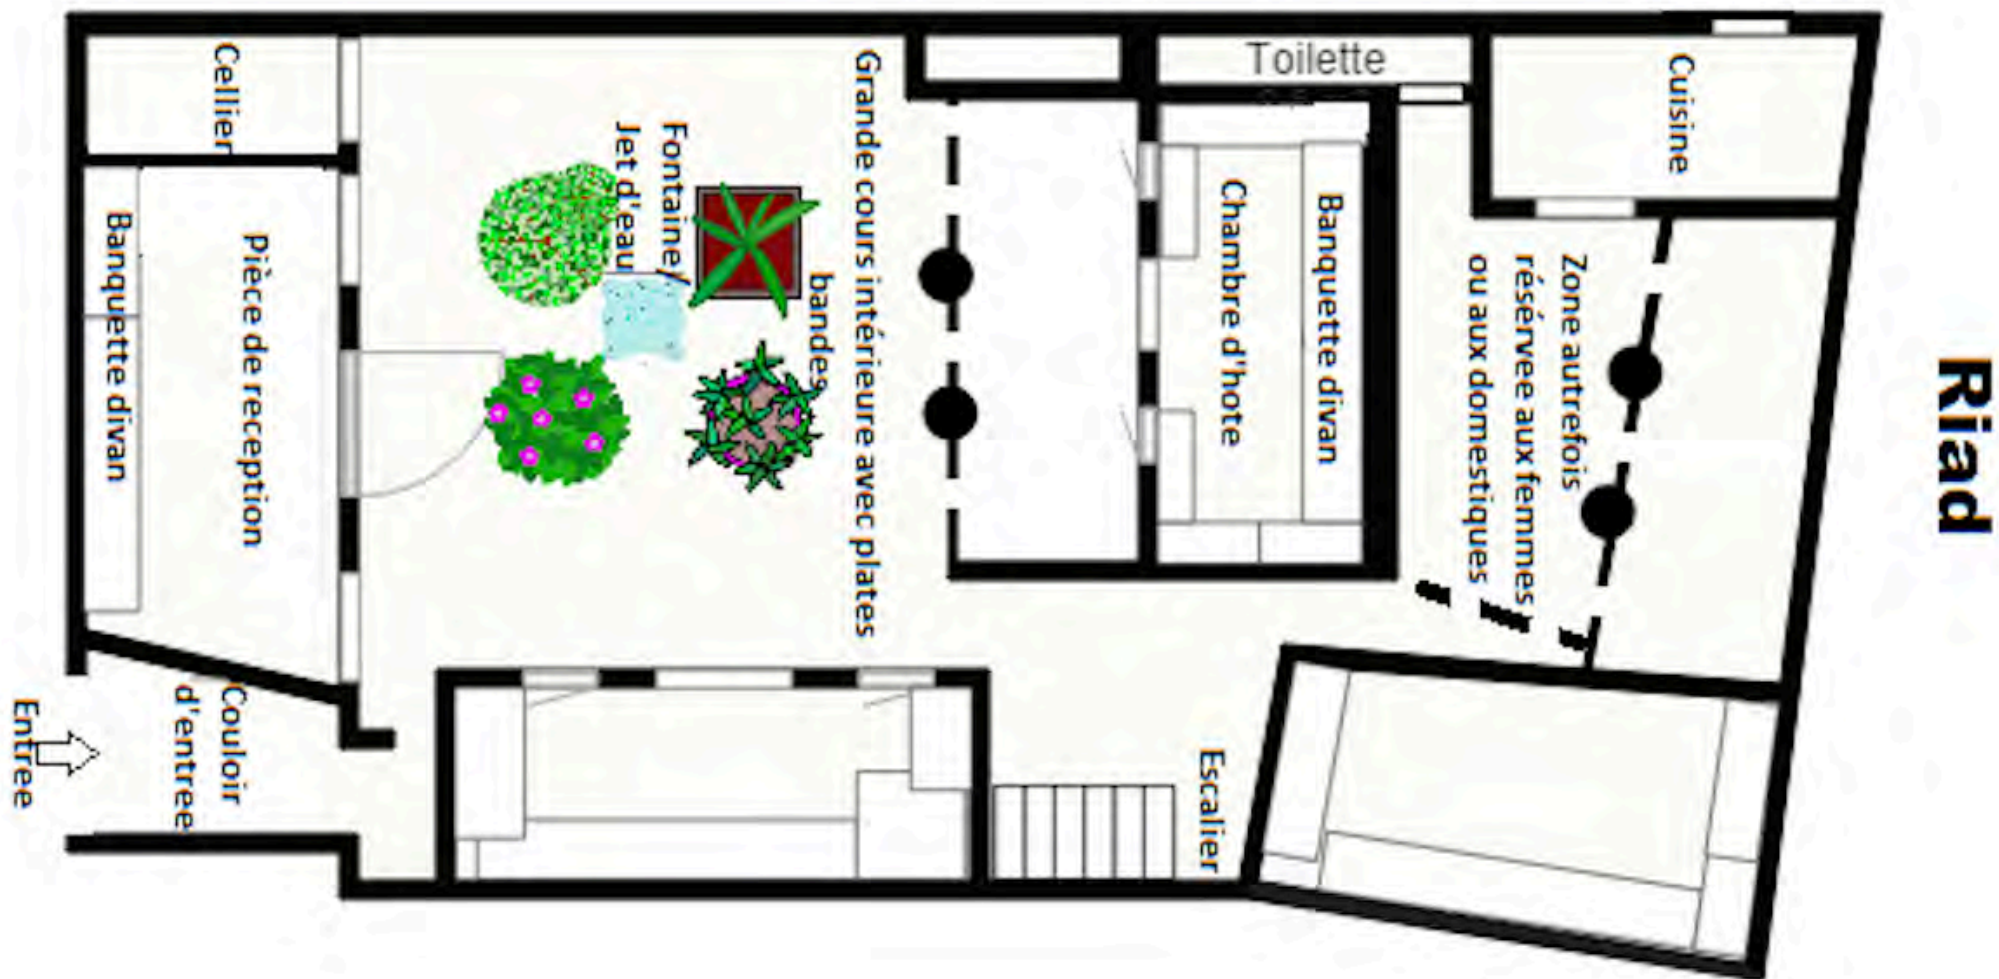 Riad
Toilette
Cuisine
Zone autrefois
résérvee aux femmes
ou aux domestiques
Banquette divan
Chambre d'hote
Grande cours intérieure avec plates
bandes
Fontaine/
Jet d'eau
Cellier
Pièce de reception
Banquette divan
Escalier
Couloir
d'entree
Entree